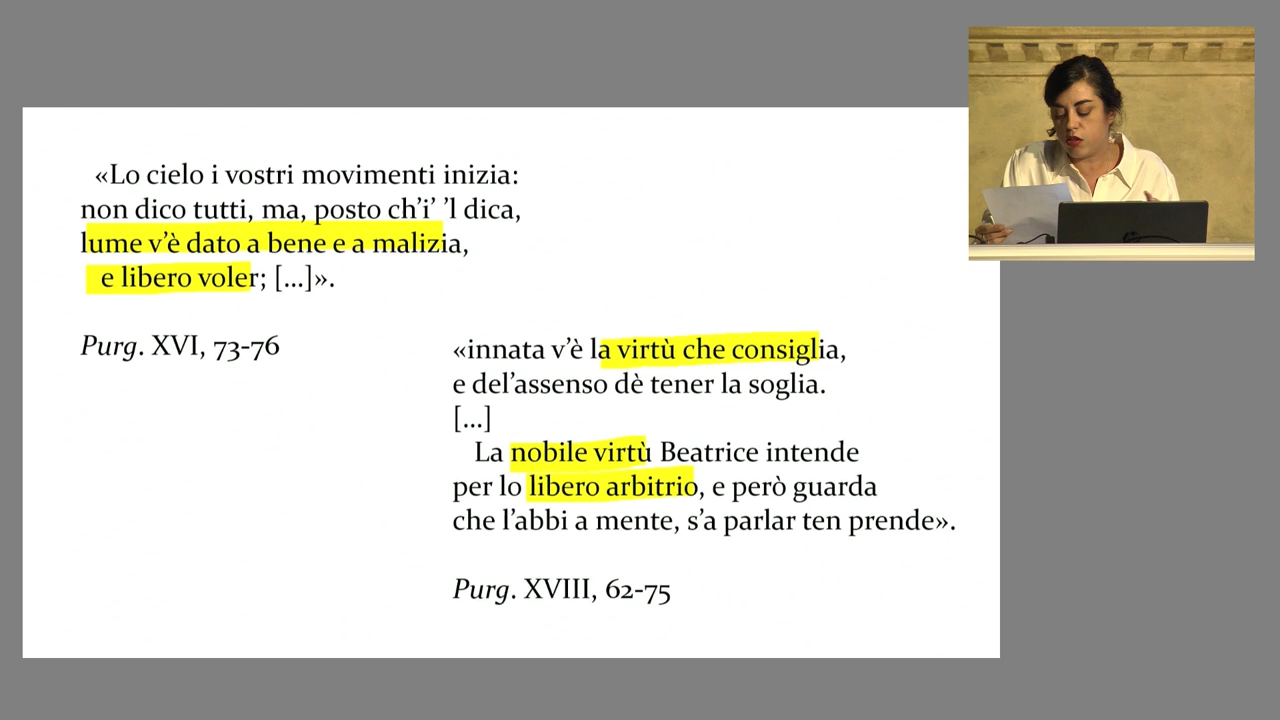 «Lo cielo i vostri movimenti inizia:
non dico tutti, ma, posto ch’i’ ’l dica,
lume v’è dato a bene e a malizia,
e libero voler; [...]».
Purg. XVI, 73-76
«innata v’è la virtù che consiglia,
e del’assenso dè tener la soglia.
[...]
La nobile virtù Beatrice intende
per lo libero arbitrio, e però guarda
che l’abbi a mente, s’a parlar ten prende».
Purg. XVIII, 62-75